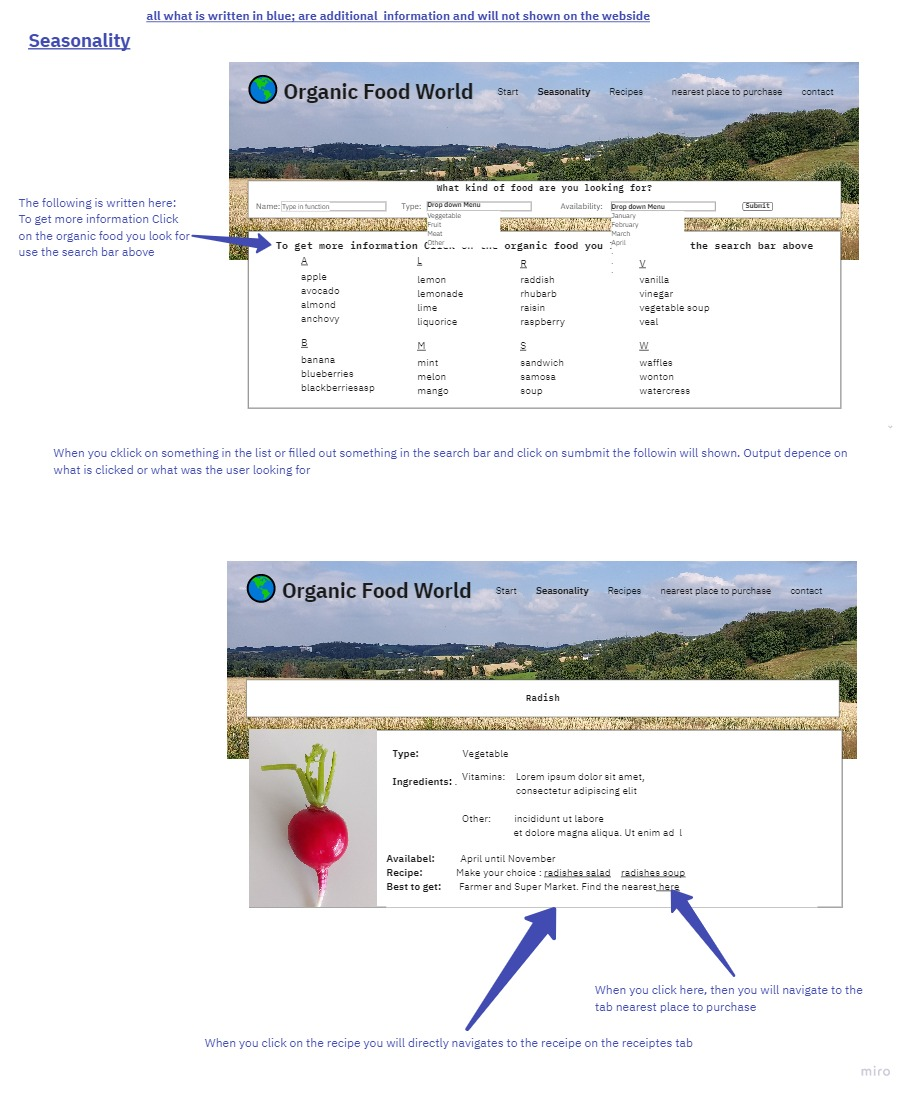 all what is written in blue; are additional information and will not shown on the webside
Seasonality
Organic Food World
Start Seasonality Recipes nearest place to purchase contact
What kind of food are you looking for?
Name: Type in function Type: Drop down Menu Availability: Drop down Menu Submit
Veggetable
Fruit
Meat
Other
January
February
March
April
The following is written here:
To get more information Click
on the organic food you look for
use the search bar above
To get more information Click on the organic food you the search bar above
A
apple
avocado
almond
anchovy
B
banana
blueberries
blackberriesasp
L
lemon
lemonade
lime
liquorice
M
mint
melon
mango
R
raddish
rhubarb
raisin
raspberry
S
sandwich
samosa
soup
V
vanilla
vinegar
vegetable soup
veal
W
waffles
wonton
watercress
When you cklick on something in the list or filled out something in the search bar and click on sumbmit the followin will shown. Output depence on
what is clicked or what was the user looking for
Organic Food World
Start Seasonality Recipes nearest place to purchase contact
Radish
Type: Vegetable
Ingredients: . Vitamins: Lorem ipsum dolor sit amet,
consectetur adipiscing elit
Other: incididunt ut labore
et dolore magna aliqua. Ut enim ad l
Availabel: April until November
Recipe: Make your choice : radishes salad radishes soup
Best to get: Farmer and Super Market. Find the nearest here
When you click here, then you will navigate to the
tab nearest place to purchase
When you click on the recipe you will directly navigates to the receipe on the receiptes tab
miro